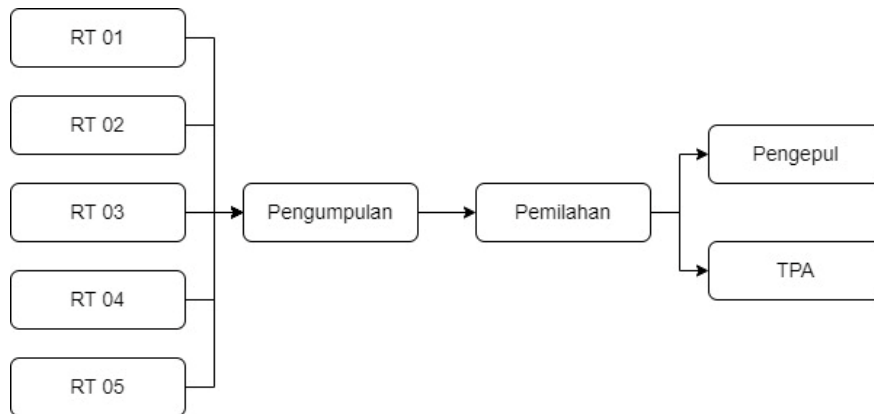 RT 01
RT 02
RT 03
RT 04
RT 05
Pengumpulan
Pemilahan
Pengepul
TPA